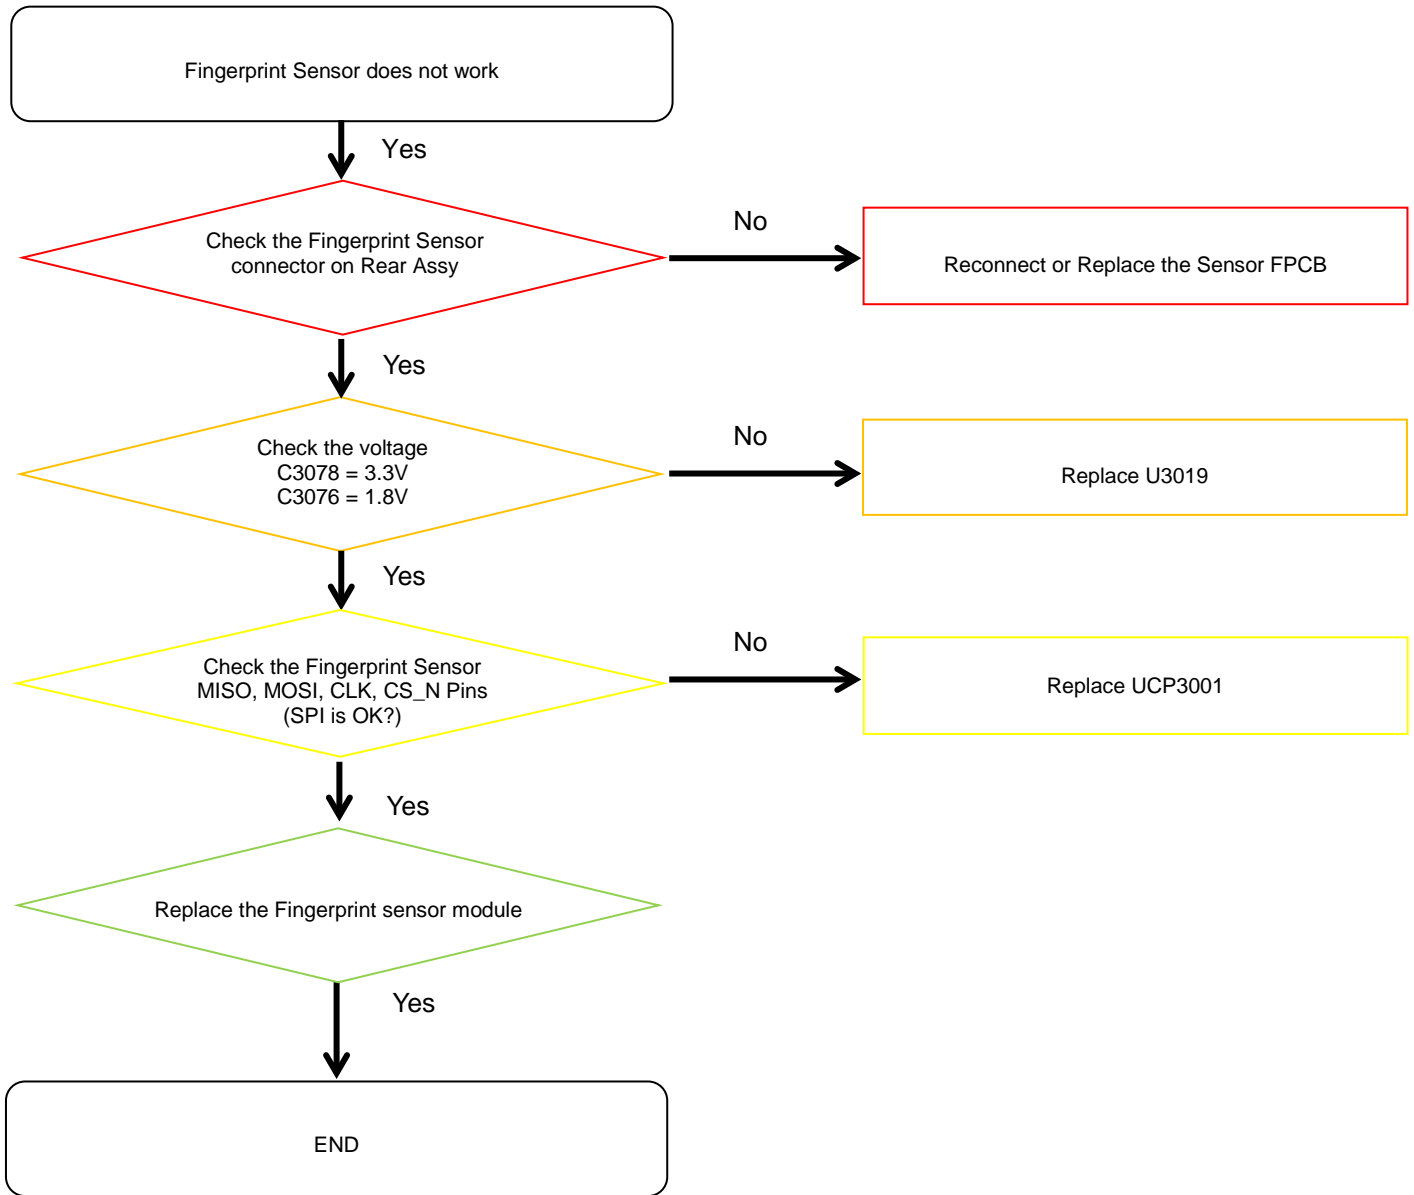 Fingerprint Sensor does not work
Yes
Check the Fingerprint Sensor
connector on Rear Assy
No
Reconnect or Replace the Sensor FPCB
Yes
Check the voltage
C3078 = 3.3V
C3076 = 1.8V
No
Replace U3019
Yes
Check the Fingerprint Sensor
MISO, MOSI, CLK, CS_N Pins
(SPI is OK?)
No
Replace UCP3001
Yes
Replace the Fingerprint sensor module
Yes
END